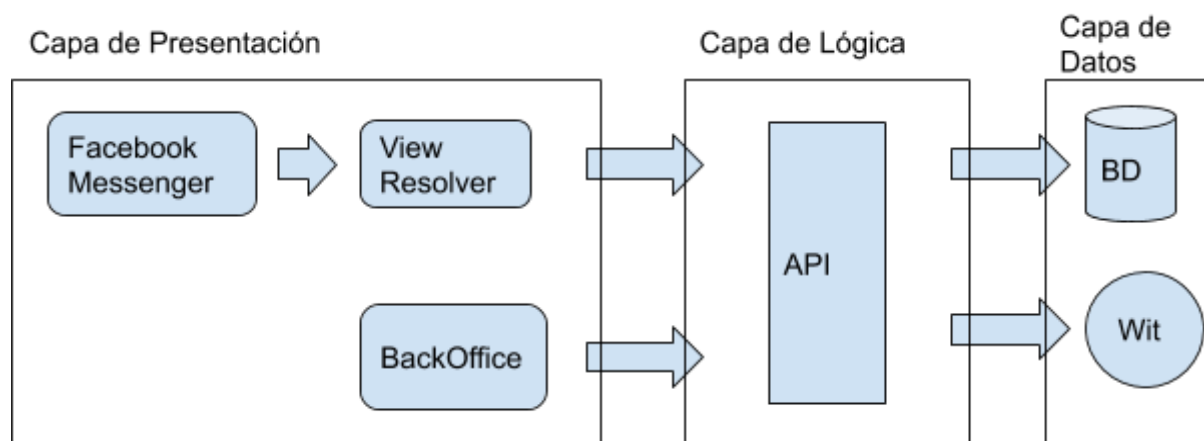 Capa de Presentación
Capa de Lógica
Capa de
Datos
Facebook
Messenger
View
Resolver
BackOffice
API
BD
Wit